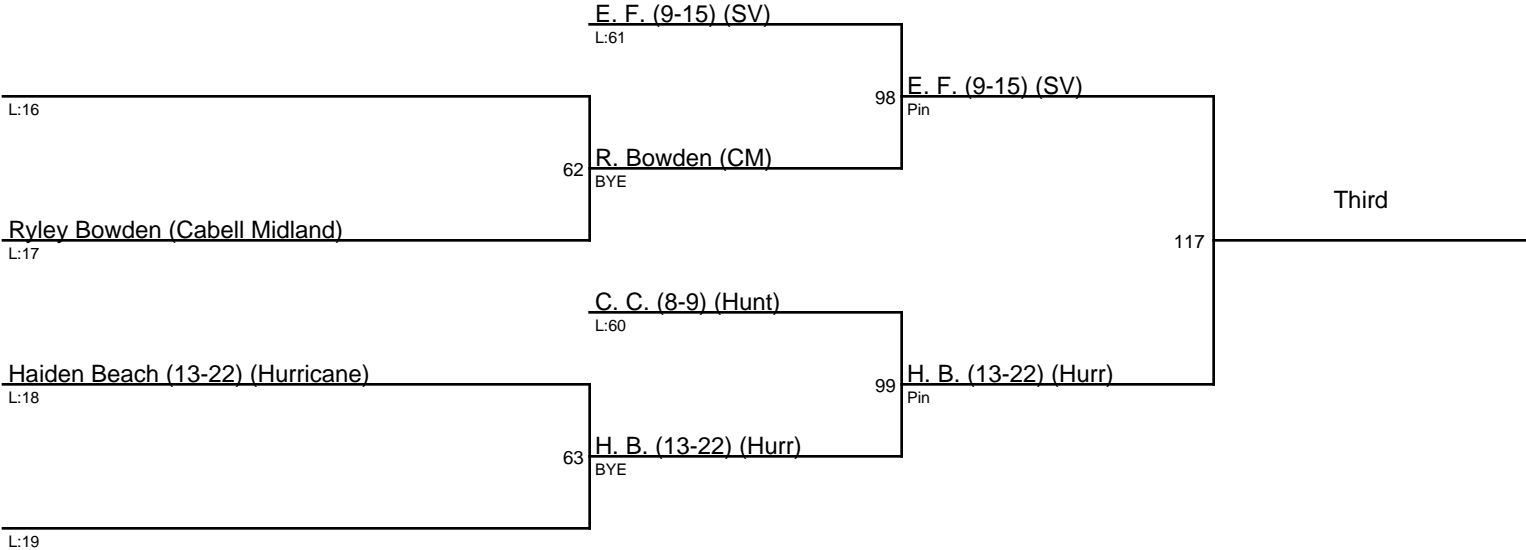 E. F. (9-15) (SV)
L:61
E. F. (9-15) (SV)
98
Pin
L:16
R. Bowden (CM)
62
BYE
Third
Ryley Bowden (Cabell Midland)
L:17
117
C. C. (8-9) (Hunt)
L:60
Haiden Beach (13-22) (Hurricane)
L:18
H. B. (13-22) (Hurr)
99
Pin
H. B. (13-22) (Hurr)
63
BYE
L:19